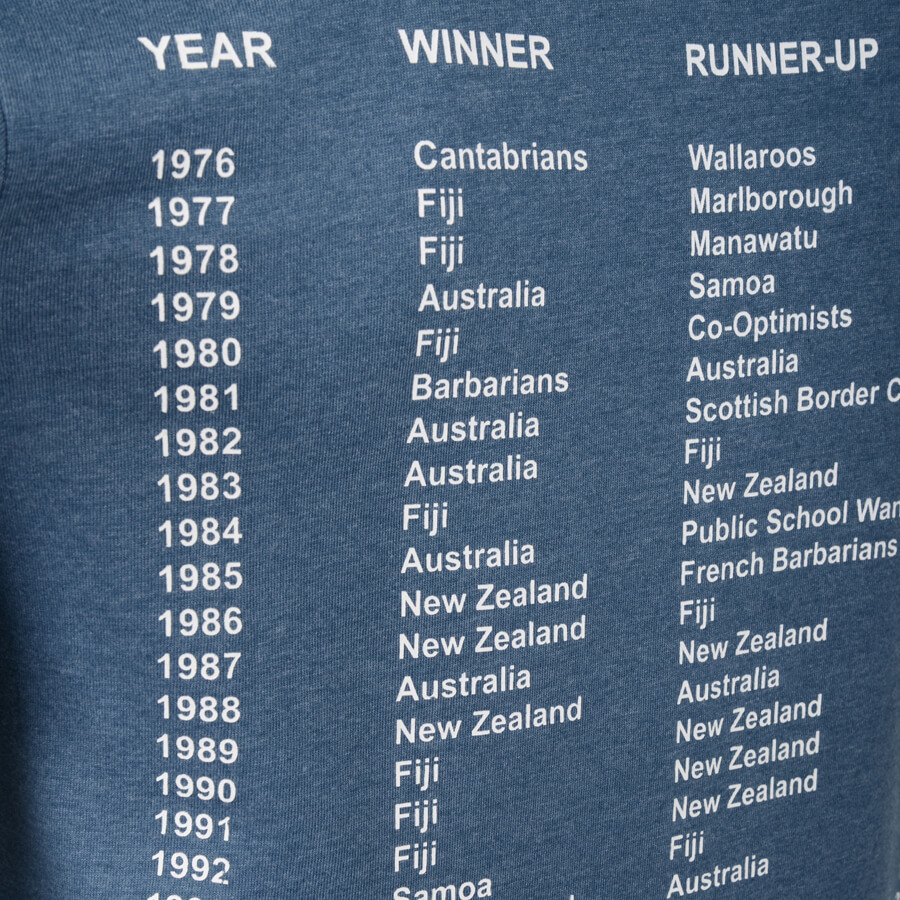 YEAR WINNER RUNNER-UP
1976 Cantabrians Wallaroos
1977 Fiji Marlborough
1978 Fiji Manawatu
1979 Australia Samoa
1980 Fiji Co-Optimists
1981 Barbarians Australia
1982 Australia Scottish Border
1983 Australia Fiji
1984 Fiji New Zealand
1985 Australia Public School
1986 New Zealand French Barbarians
1987 New Zealand Fiji
1988 Australia New Zealand
1989 New Zealand Australia
1990 Fiji New Zealand
1991 Fiji New Zealand
1992 Fiji New Zealand
Samoa Fiji
Australia